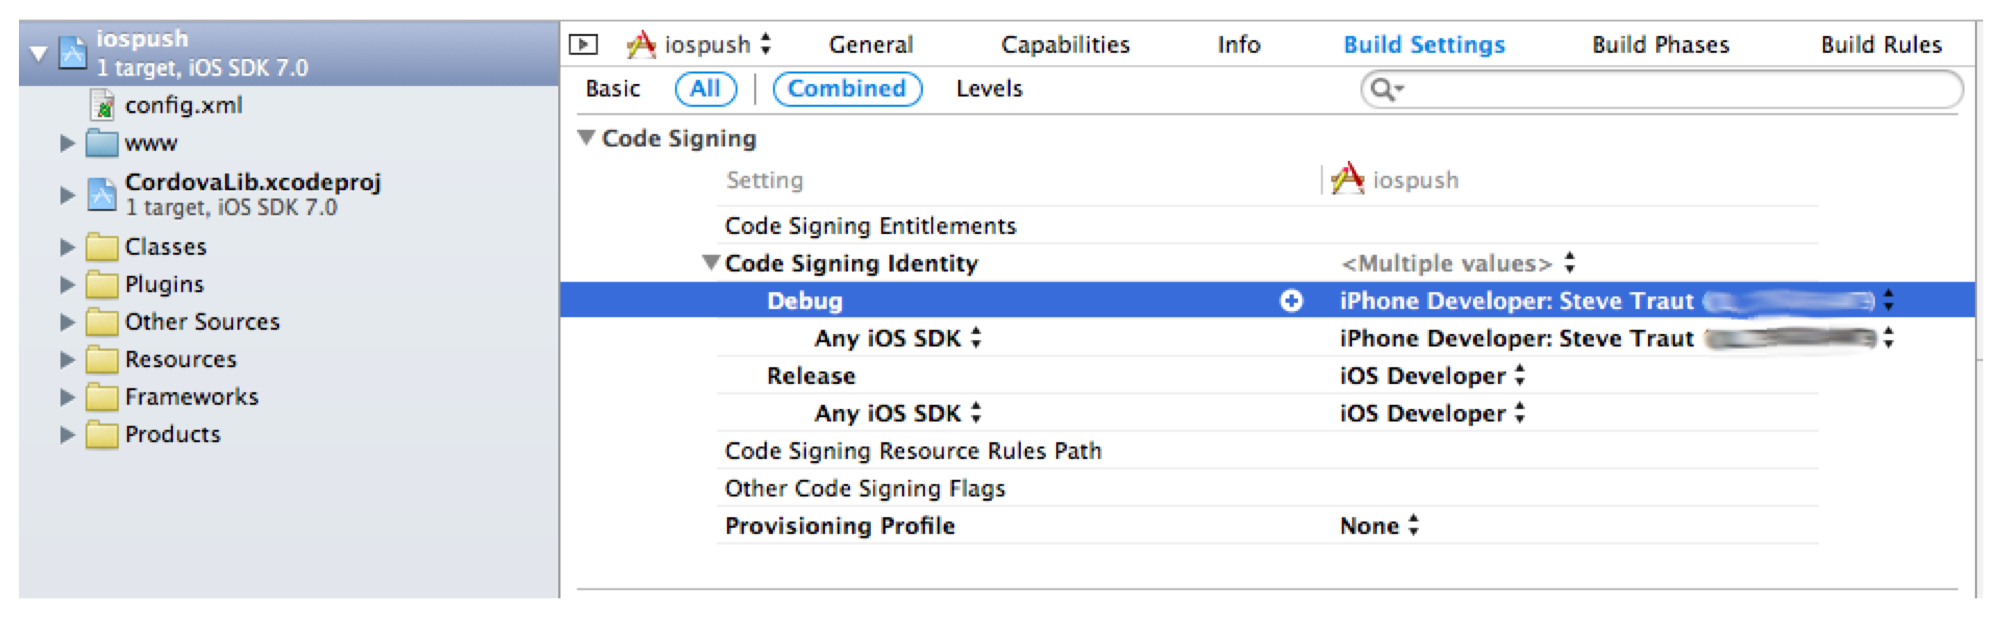 iospush
1 target, iOS SDK 7.0
config.xml
www
CordovaLib.xcodeproj
1 target, iOS SDK 7.0
Classes
Plugins
Other Sources
Resources
Frameworks
Products
iospush General Capabilities Info Build Settings Build Phases Build Rules
Basic All Combined Levels
Code Signing
Setting iospush
Code Signing Entitlements
Code Signing Identity <Multiple values>
Debug iPhone Developer: Steve Traut (
Any iOS SDK iPhone Developer: Steve Traut
Release iOS Developer
Any iOS SDK iOS Developer
Code Signing Resource Rules Path
Other Code Signing Flags
Provisioning Profile None